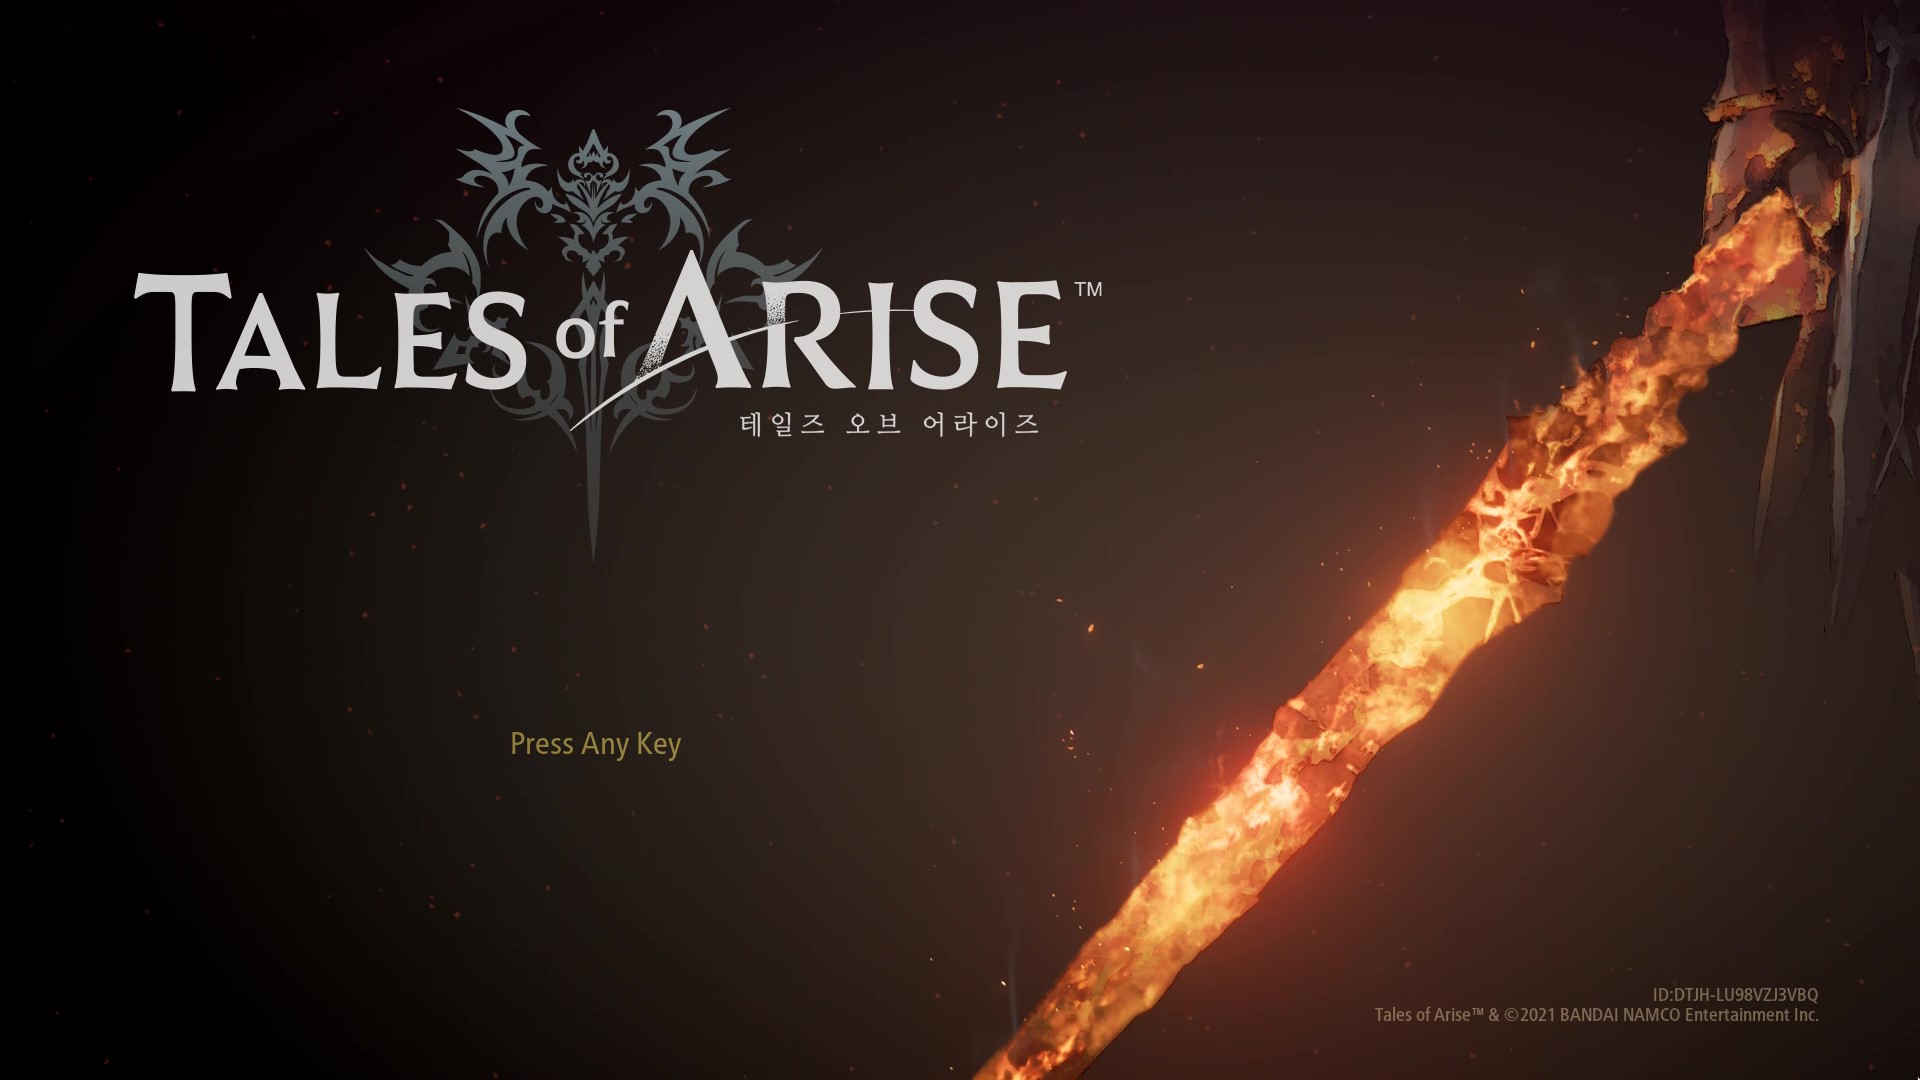 TALES of ARISE™
테일즈 오브 어라이즈
Press Any Key
ID:DTJH-LU98VZJ3VBQ
Tales of Arise™ & ©2021 BANDAI NAMCO Entertainment Inc.